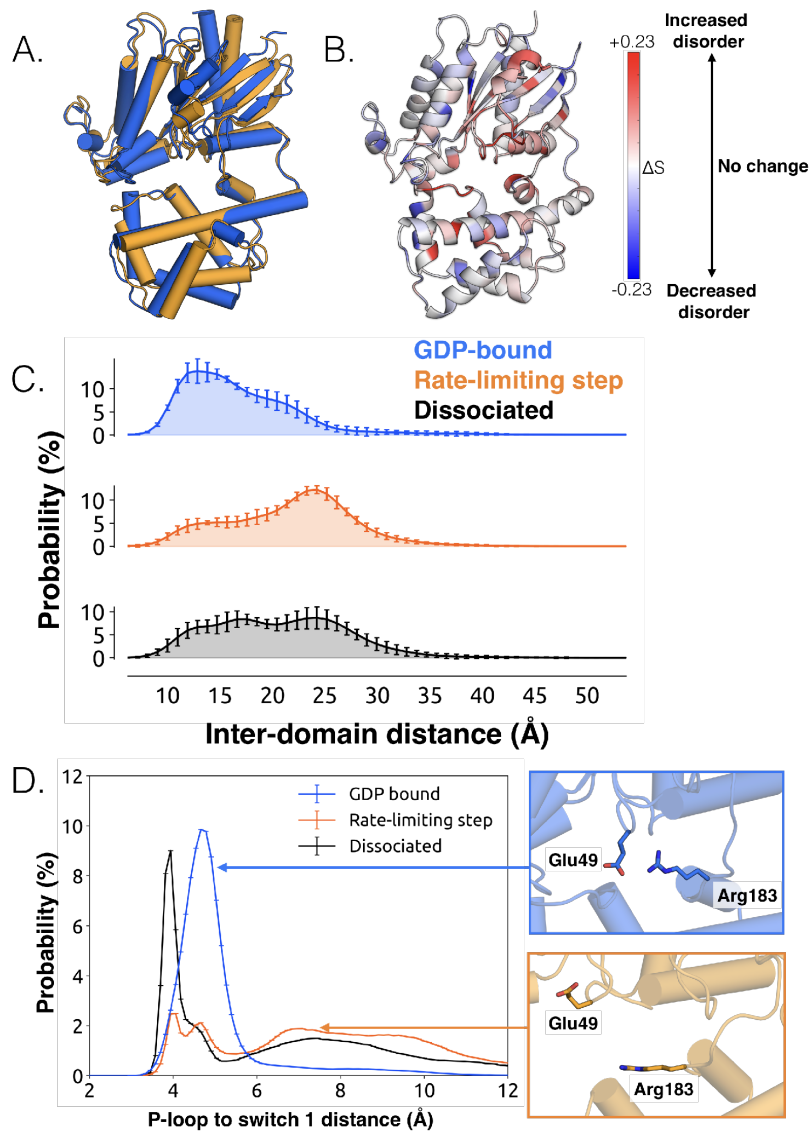 A.
B.
Increased
disorder
+0.23
ΔS
No change
-0.23
Decreased
disorder
C.
GDP-bound
Rate-limiting step
Dissociated
Probability (%)
10
5
0
10
5
0
10
5
0
10 15 20 25 30 35 40 45 50
Inter-domain distance (Å)
D.
Probability (%)
12
10
8
6
4
2
0
GDP bound
Rate-limiting step
Dissociated
2 4 6 8 10 12
P-loop to switch 1 distance (Å)
Glu49
Arg183
Glu49
Arg183